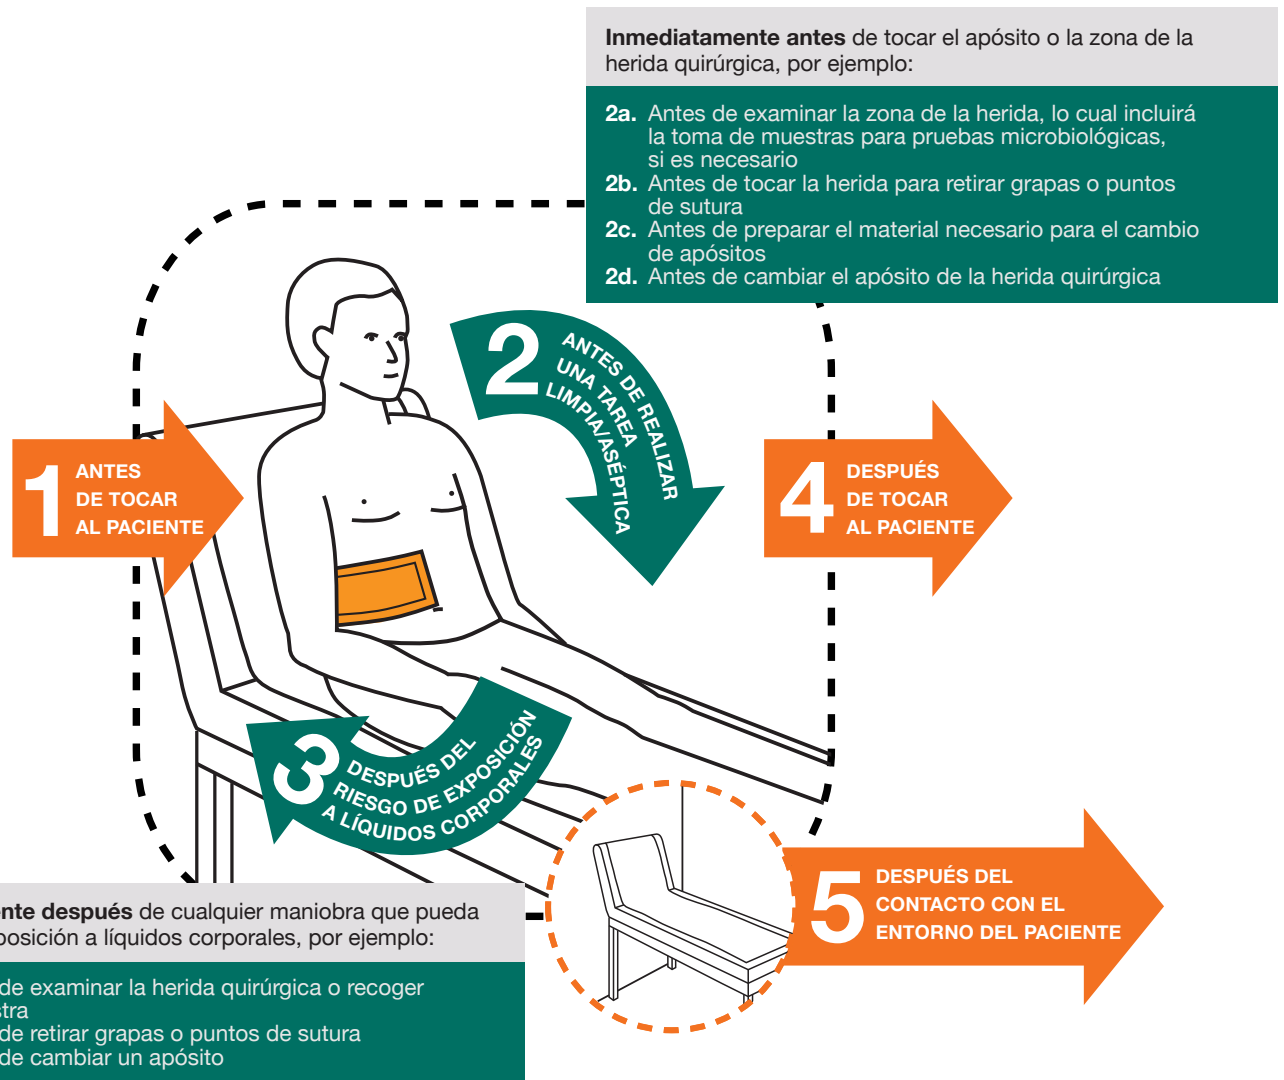 Inmediatamente antes de tocar el apósito o la zona de la
herida quirúrgica, por ejemplo:
2a. Antes de examinar la zona de la herida, lo cual incluirá
la toma de muestras para pruebas microbiológicas,
si es necesario
2b. Antes de tocar la herida para retirar grapas o puntos
de sutura
2c. Antes de preparar el material necesario para el cambio
de apósitos
2d. Antes de cambiar el apósito de la herida quirúrgica
1 ANTES
DE TOCAR
AL PACIENTE
2 ANTES DE REALIZAR
UNA TAREA
LIMPIA/ASÉPTICA
3 DESPUÉS DEL
RIESGO DE EXPOSICIÓN
A LÍQUIDOS CORPORALES
4 DESPUÉS
DE TOCAR
AL PACIENTE
5 DESPUÉS DEL
CONTACTO CON EL
ENTORNO DEL PACIENTE
después de cualquier maniobra que pueda
a líquidos corporales, por ejemplo:
de examinar la herida quirúrgica o recoger
de retirar grapas o puntos de sutura
de cambiar un apósito